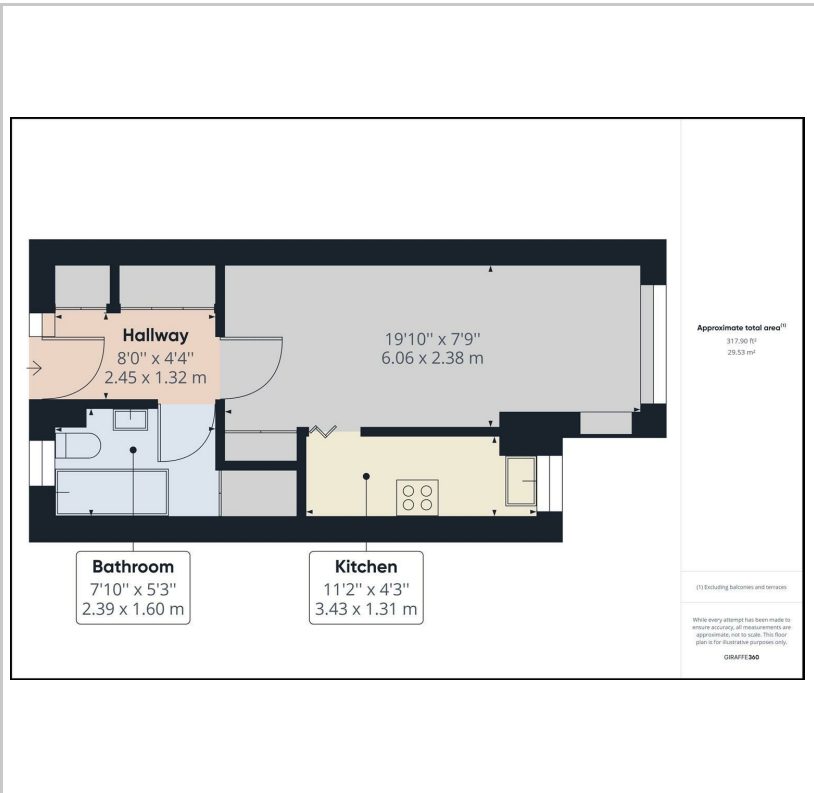 Hallway
8'0'' x 4'4''
2.45 x 1.32 m
19'10'' x 7'9''
6.06 x 2.38 m
Bathroom
7'10'' x 5'3''
2.39 x 1.60 m
Kitchen
11'2'' x 4'3''
3.43 x 1.31 m
Approximate total area(1)
317.90 ft²
29.53 m²
(1) Excluding balconies and terraces
While every attempt has been made to
ensure accuracy, all measurements are
approximate, not to scale. This floor
plan is for illustrative purposes only.
GIRAFFE360